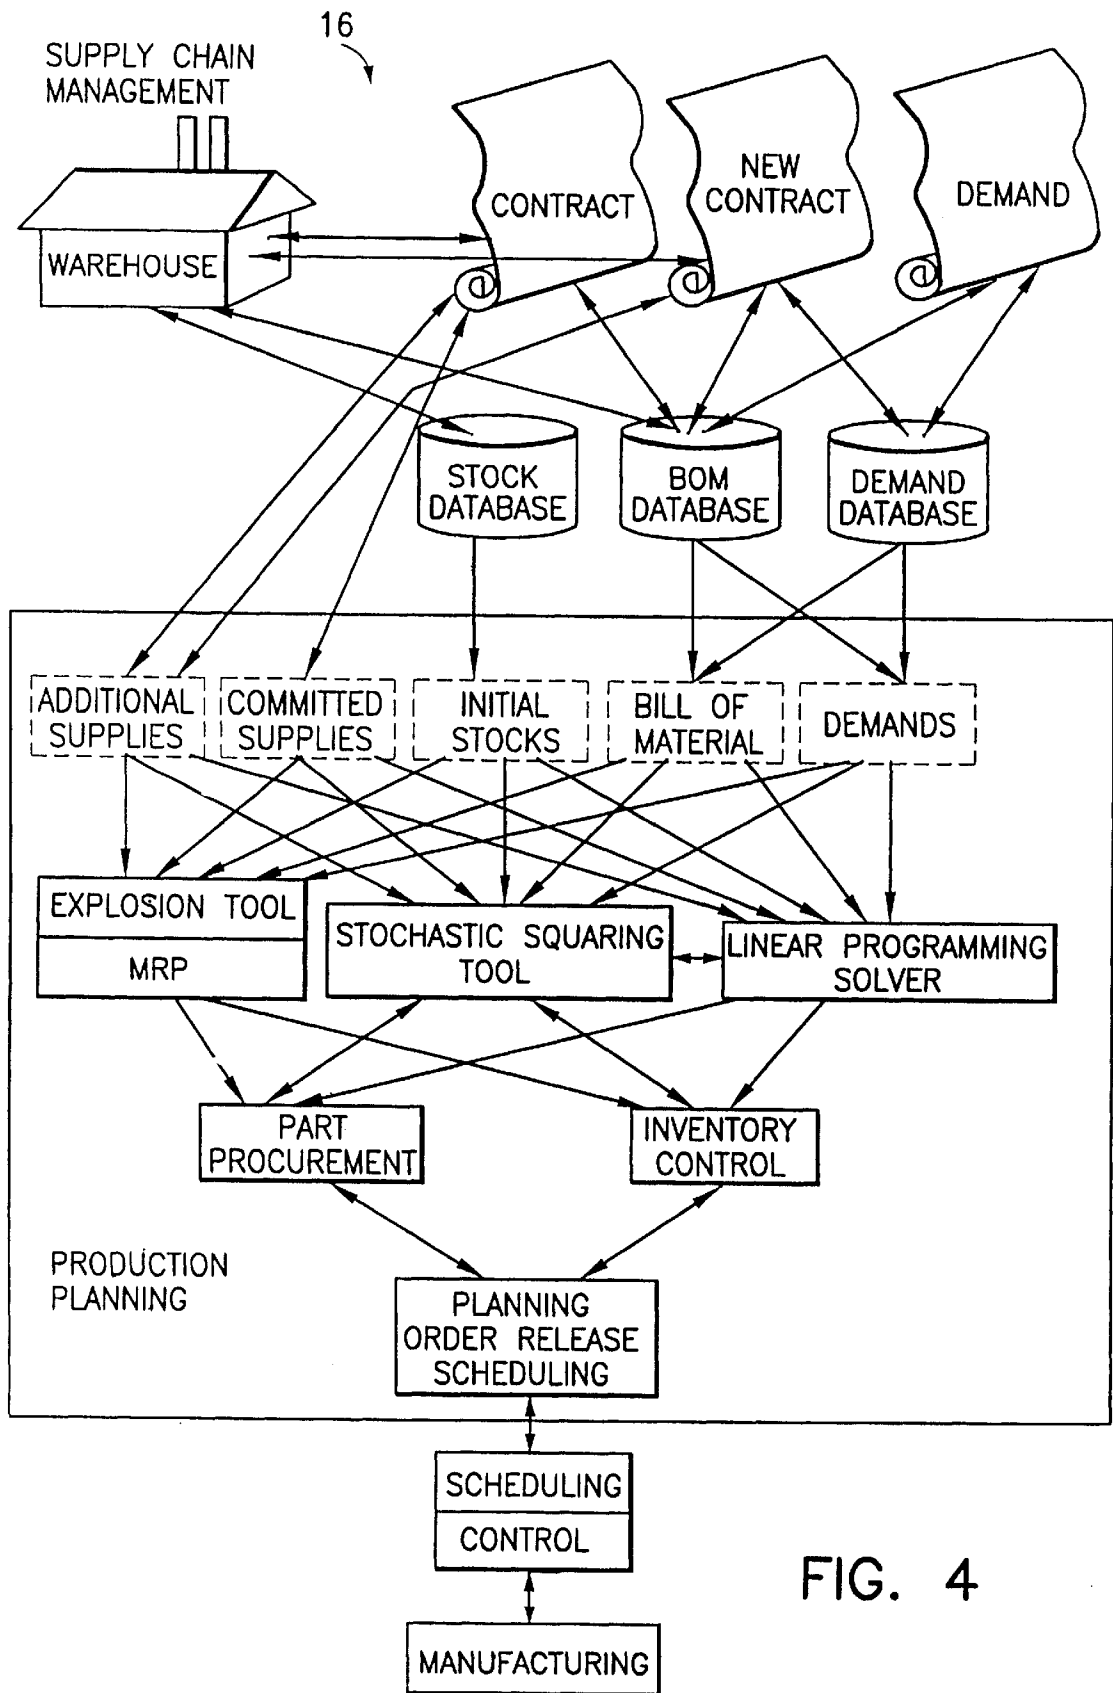 16
SUPPLY CHAIN
MANAGEMENT
WAREHOUSE
CONTRACT
NEW
CONTRACT
DEMAND
STOCK
DATABASE
BOM
DATABASE
DEMAND
DATABASE
ADDITIONAL
SUPPLIES
COMMITTED
SUPPLIES
INITIAL
STOCKS
BILL OF
MATERIAL
DEMANDS
EXPLOSION TOOL
MRP
STOCHASTIC SQUARING
TOOL
LINEAR PROGRAMMING
SOLVER
PART
PROCUREMENT
INVENTORY
CONTROL
PRODUCTION
PLANNING
PLANNING
ORDER RELEASE
SCHEDULING
SCHEDULING
CONTROL
MANUFACTURING
FIG. 4